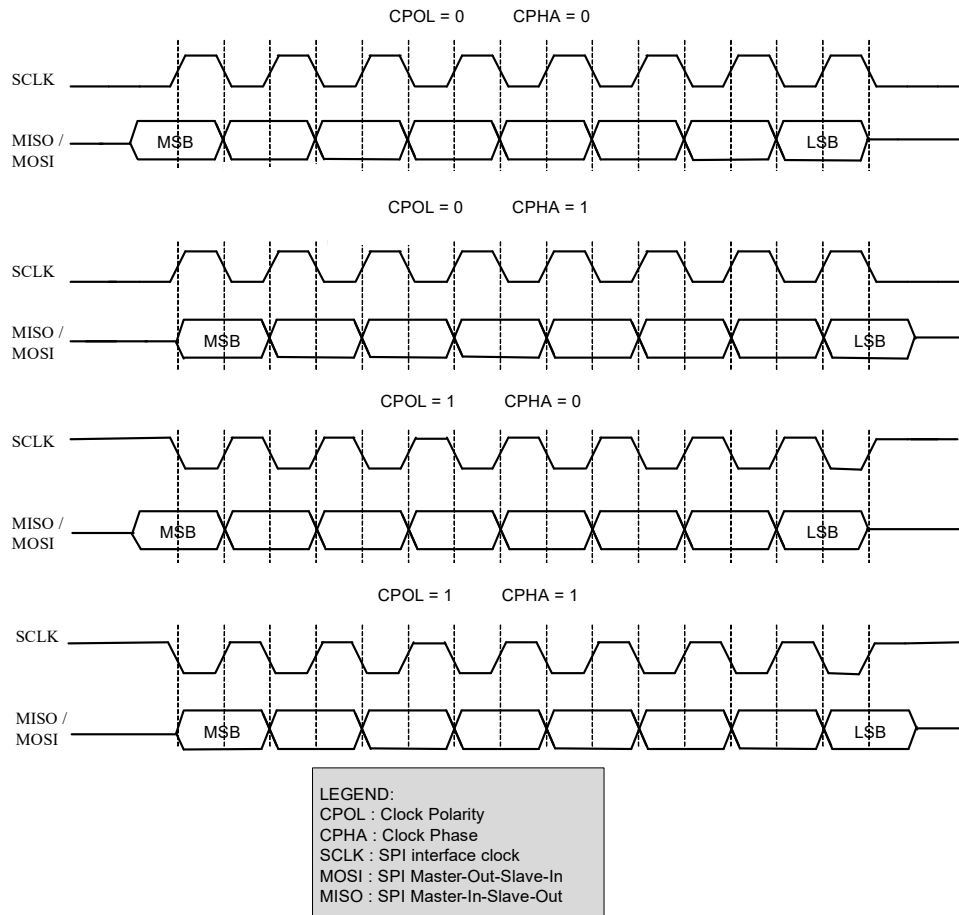 CPOL = 0 CPHA = 0
SCLK
MISO /
MOSI
MSB LSB
CPOL = 0 CPHA = 1
SCLK
MISO /
MOSI
MSB LSB
CPOL = 1 CPHA = 0
SCLK
MISO /
MOSI
MSB LSB
CPOL = 1 CPHA = 1
SCLK
MISO /
MOSI
MSB LSB
LEGEND:
CPOL : Clock Polarity
CPHA : Clock Phase
SCLK : SPI interface clock
MOSI : SPI Master-Out-Slave-In
MISO : SPI Master-In-Slave-Out